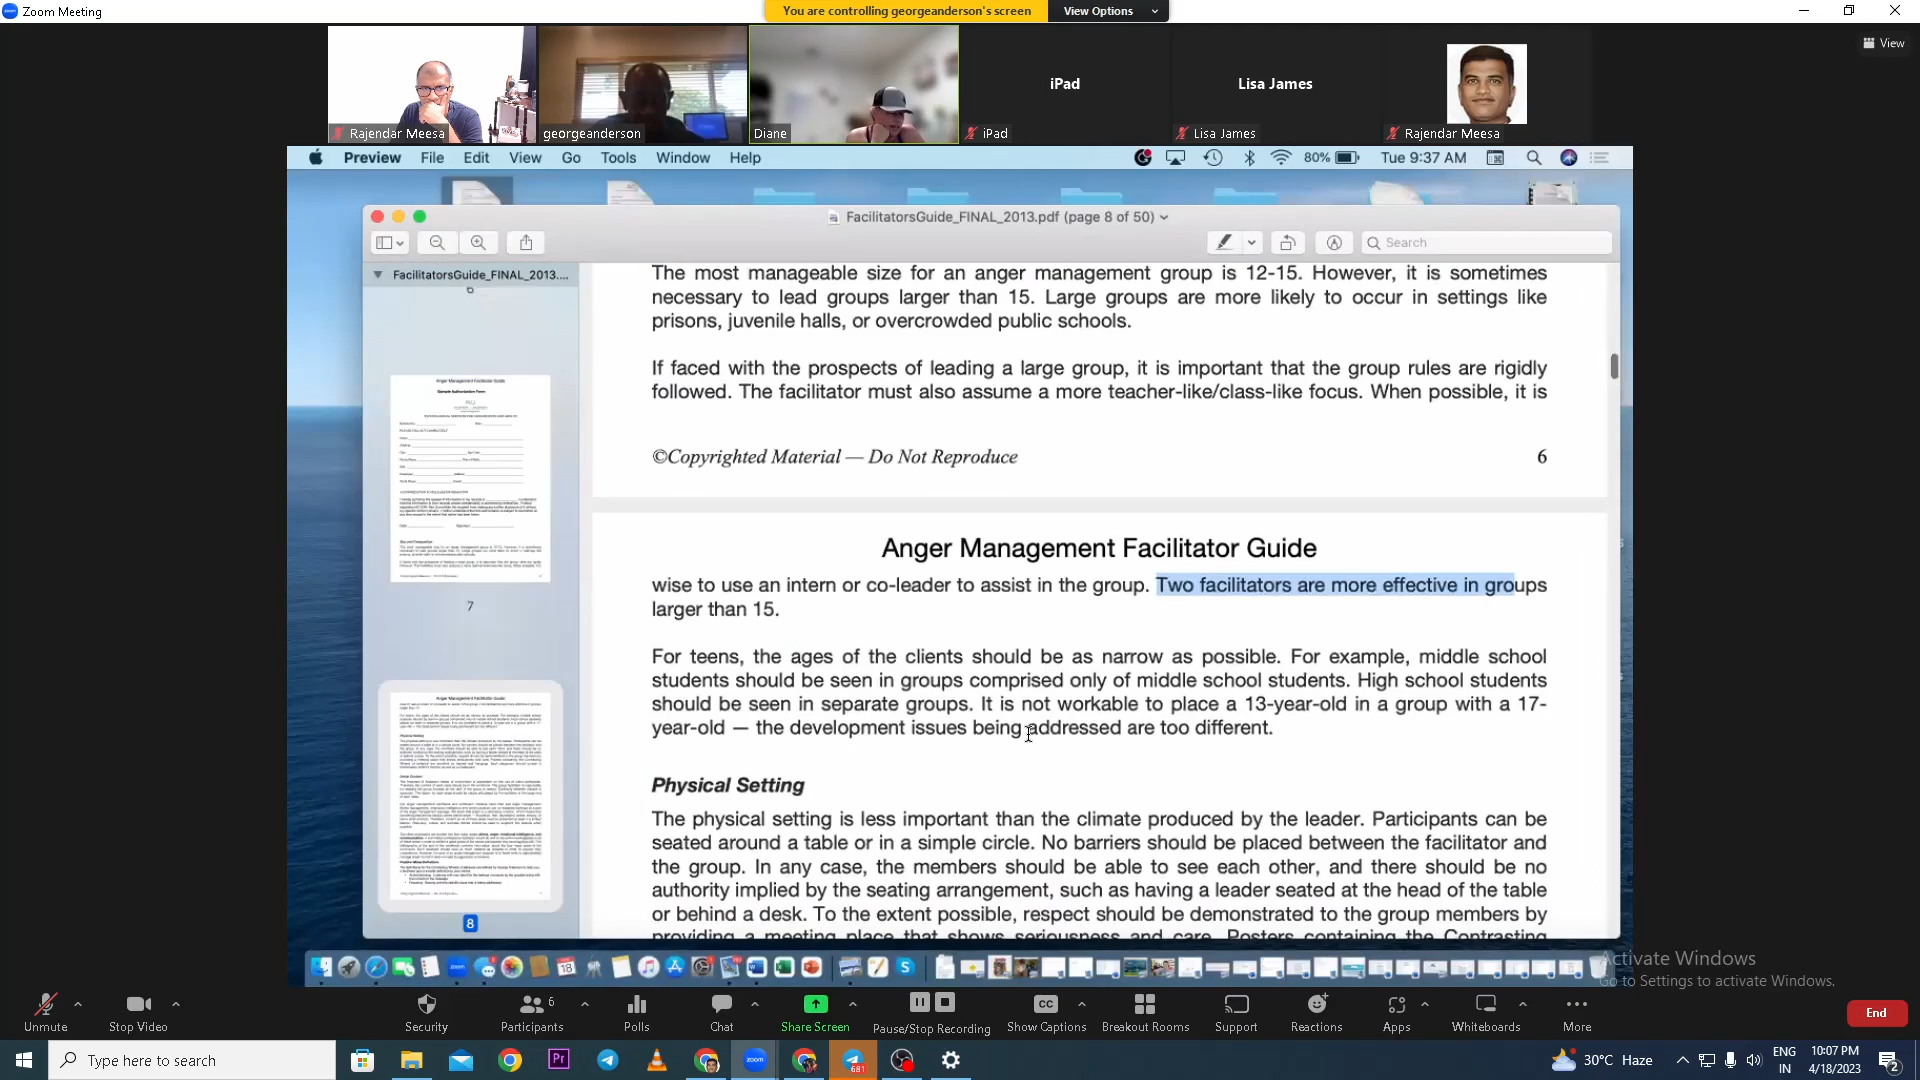 Zoom Meeting
You are controlling georgeanderson's screen
View Options
View
iPad
Lisa James
Rajendar Meesa
georgeanderson
Diane
iPad
Lisa James
Rajendar Meesa
Preview File Edit View Go Tools Window Help
80% Tue 9:37 AM
FacilitatorsGuide_FINAL_2013.pdf (page 8 of 50)
Search
FacilitatorsGuide_FINAL_2013....
6
7
8
The most manageable size for an anger management group is 12-15. However, it is sometimes
necessary to lead groups larger than 15. Large groups are more likely to occur in settings like
prisons, juvenile halls, or overcrowded public schools.
If faced with the prospects of leading a large group, it is important that the group rules are rigidly
followed. The facilitator must also assume a more teacher-like/class-like focus. When possible, it is
©Copyrighted Material — Do Not Reproduce 6
Anger Management Facilitator Guide
wise to use an intern or co-leader to assist in the group. Two facilitators are more effective in groups
larger than 15.
For teens, the ages of the clients should be as narrow as possible. For example, middle school
students should be seen in groups comprised only of middle school students. High school students
should be seen in separate groups. It is not workable to place a 13-year-old in a group with a 17-
year-old — the development issues being addressed are too different.
Physical Setting
The physical setting is less important than the climate produced by the leader. Participants can be
seated around a table or in a simple circle. No barriers should be placed between the facilitator and
the group. In any case, the members should be able to see each other, and there should be no
authority implied by the seating arrangement, such as having a leader seated at the head of the table
or behind a desk. To the extent possible, respect should be demonstrated to the group members by
providing a meeting place that shows seriousness and care. Posters containing the Contrasting
Activate Windows
Go to Settings to activate Windows.
Unmute
Stop Video
Security
Participants
6
Polls
Chat
Share Screen
Pause/Stop Recording
Show Captions
Breakout Rooms
Support
Reactions
Apps
Whiteboards
More
End
Type here to search
681
30°C Haze
ENG
IN
10:07 PM
4/18/2023
2